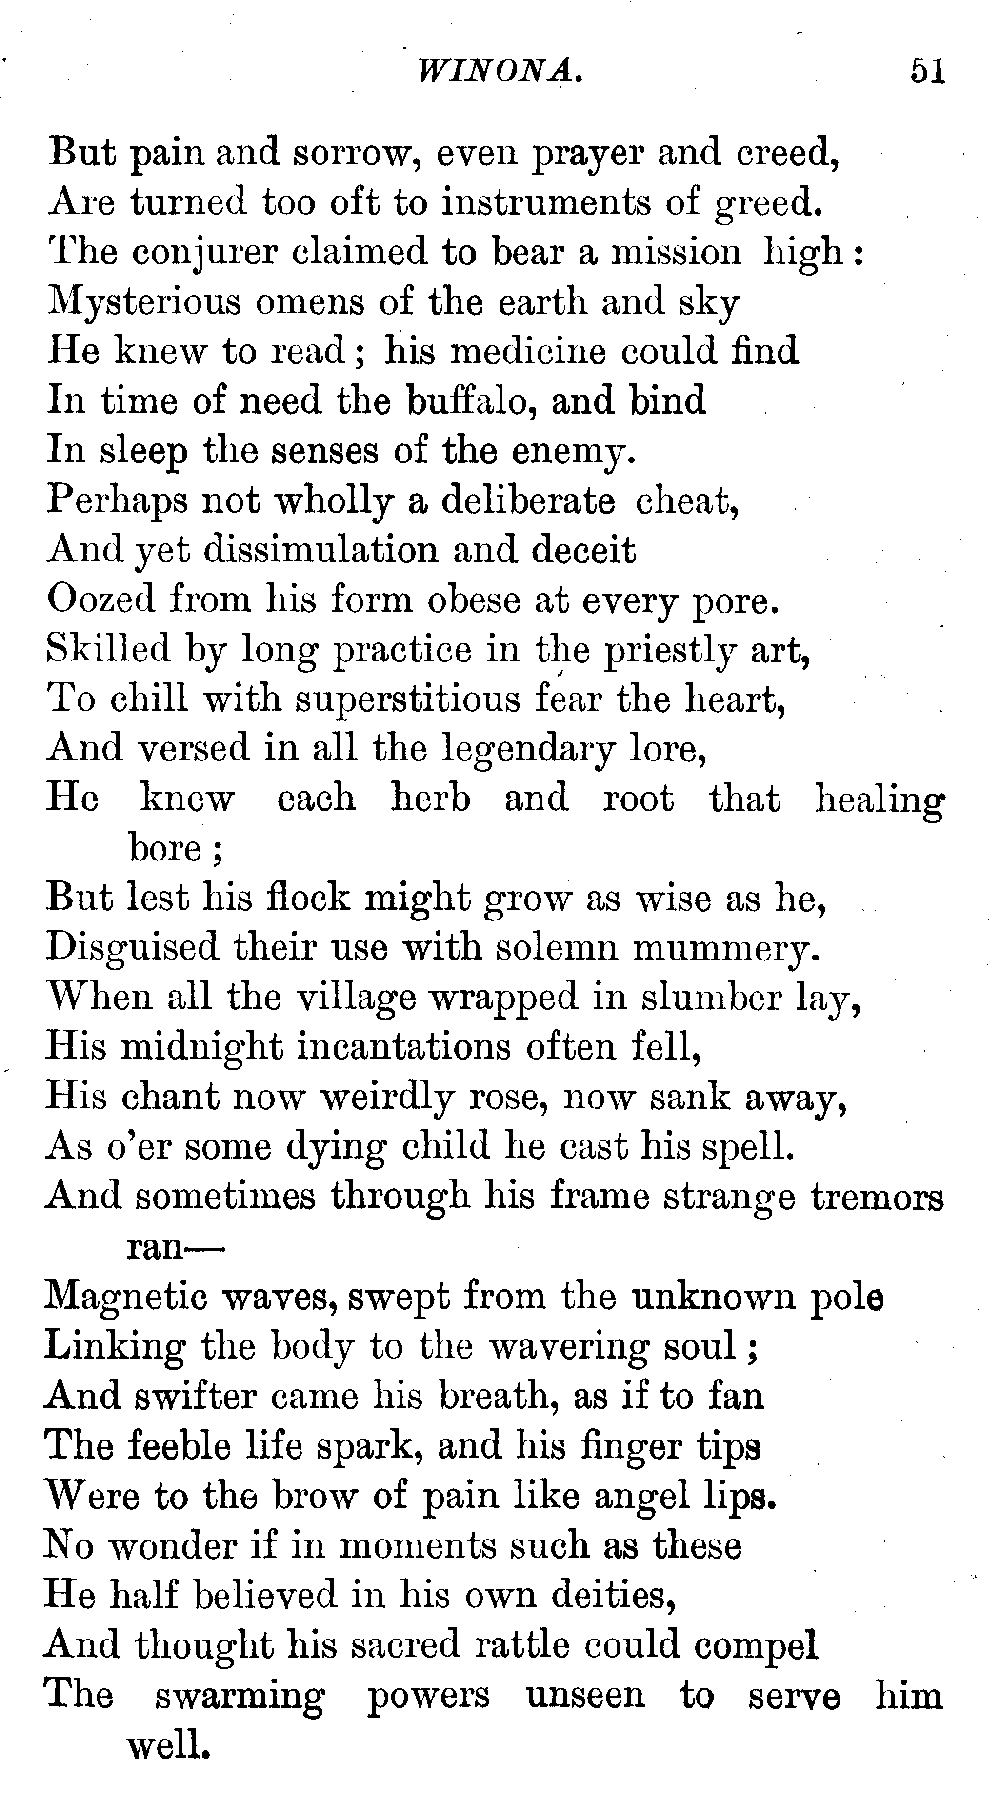 WINONA. 51
But pain and sorrow, even prayer and creed,
Are turned too oft to instruments of greed.
The conjurer claimed to bear a mission high :
Mysterious omens of the earth and sky
He knew to read ; his medicine could find
In time of need the buffalo, and bind
In sleep the senses of the enemy.
Perhaps not wholly a deliberate cheat,
And yet dissimulation and deceit
Oozed from his form obese at every pore.
Skilled by long practice in the priestly art,
To chill with superstitious fear the heart,
And versed in all the legendary lore,
He knew each herb and root that healing
bore ;
But lest his flock might grow as wise as he,
Disguised their use with solemn mummery.
When all the village wrapped in slumber lay,
His midnight incantations often fell,
His chant now weirdly rose, now sank away,
As o'er some dying child he cast his spell.
And sometimes through his frame strange tremors
ran—
Magnetic waves, swept from the unknown pole
Linking the body to the wavering soul ;
And swifter came his breath, as if to fan
The feeble life spark, and his finger tips
Were to the brow of pain like angel lips.
No wonder if in moments such as these
He half believed in his own deities,
And thought his sacred rattle could compel
The swarming powers unseen to serve him
well.